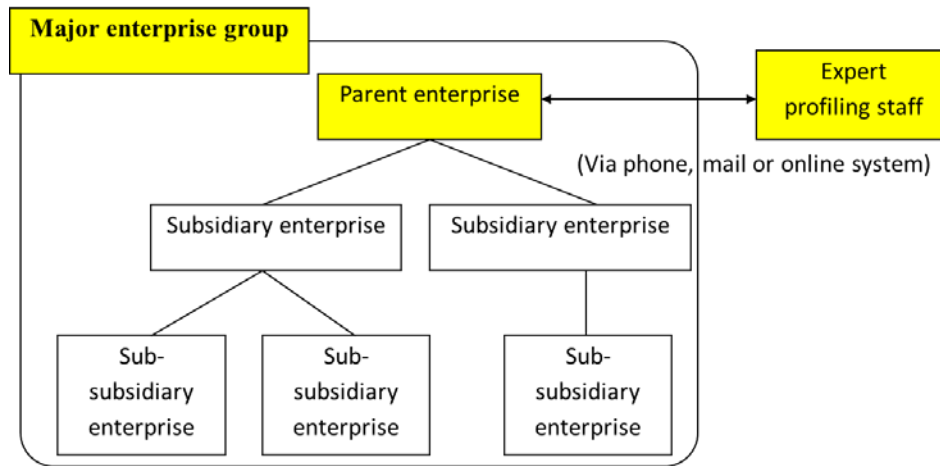 Major enterprise group
Parent enterprise
Expert
profiling staff
(Via phone, mail or online system)
Subsidiary enterprise
Subsidiary enterprise
Sub-
subsidiary
enterprise
Sub-
subsidiary
enterprise
Sub-
subsidiary
enterprise